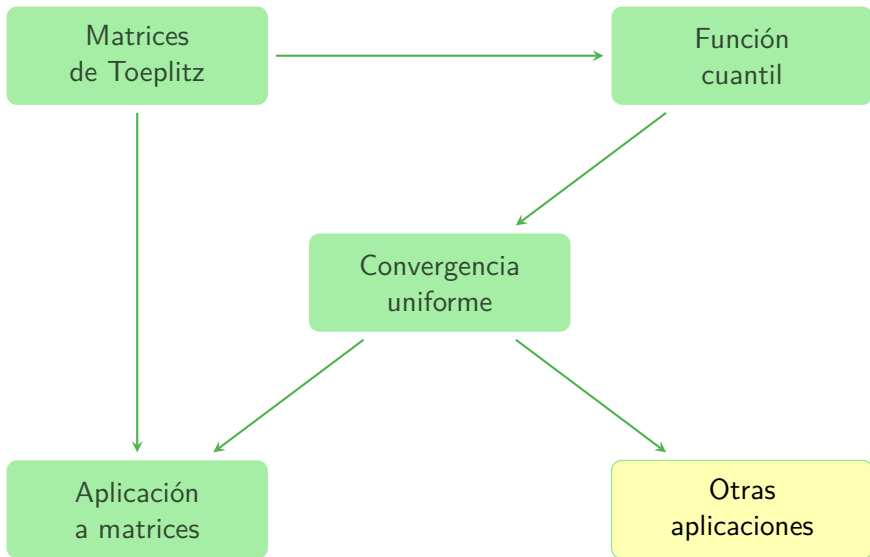 Matrices
de Toeplitz
Función
cuantil
Convergencia
uniforme
Aplicación
a matrices
Otras
aplicaciones